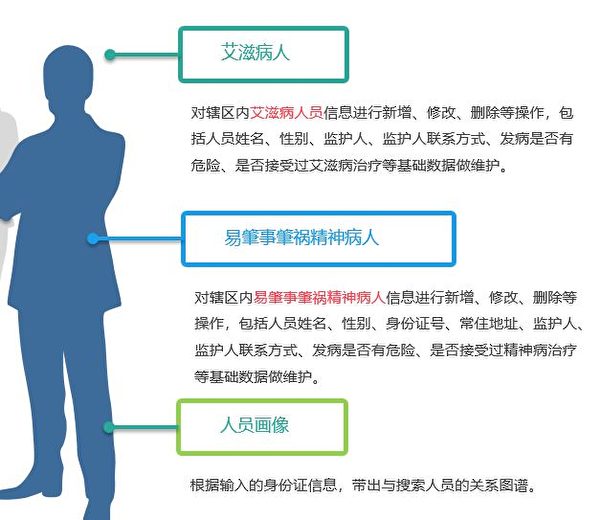 艾滋病人
对辖区内艾滋病人员信息进行新增、修改、删除等操作，包
括人员姓名、性别、监护人、监护人联系方式、发病是否有
危险、是否接受过艾滋病治疗等基础数据做维护。
易肇事肇祸精神病人
对辖区内易肇事肇祸精神病人信息进行新增、修改、删除等
操作，包括人员姓名、性别、身份证号、常住地址、监护人、
监护人联系方式、发病是否有危险、是否接受过精神病治疗
等基础数据做维护。
人员画像
根据输入的身份证信息，带出与搜索人员的关系图谱。